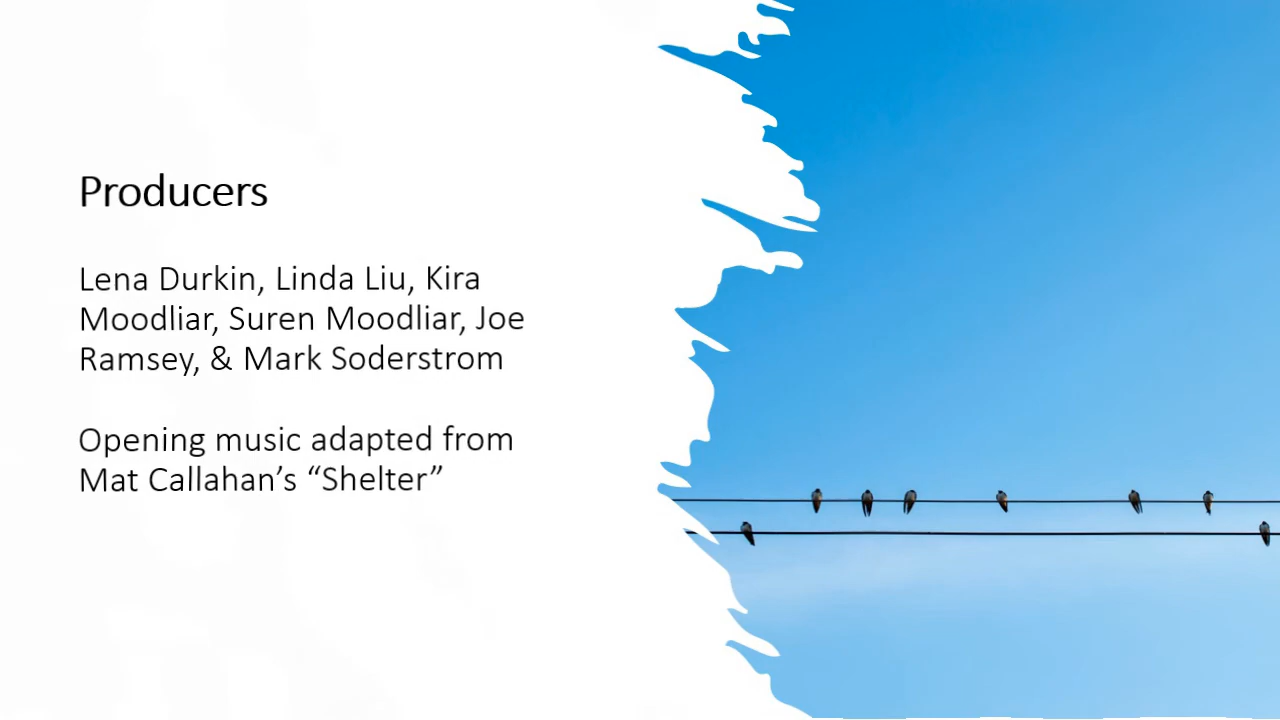 Producers
Lena Durkin, Linda Liu, Kira
Moodliar, Suren Moodliar, Joe
Ramsey, & Mark Soderstrom
Opening music adapted from
Mat Callahan’s “Shelter”